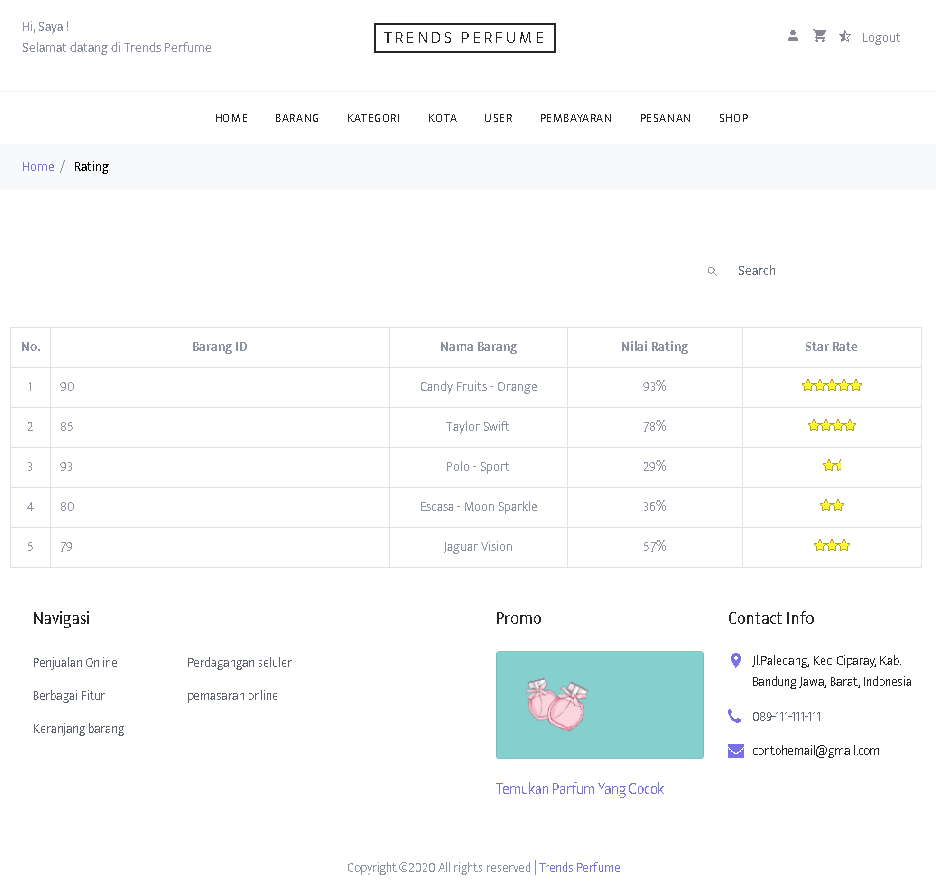 Hi, Saya !
Selamat datang di Trends Perfume
TRENDS PERFUME
Logout
HOME BARANG KATEGORI KOTA USER PEMBAYARAN PESANAN SHOP
Home / Rating
Search
No. Barang ID Nama Barang Nilai Rating Star Rate
1 90 Candy Fruits - Orange 93%
2 85 Taylor Swift 78%
3 93 Polo - Sport 29%
4 80 Escasa - Moon Sparkle 36%
5 79 Jaguar Vision 57%
Navigasi
Penjualan Online
Berbagai Fitur
Keranjang barang
Perdagangan seluler
pemasaran online
Promo
Temukan Parfum Yang Cocok
Contact Info
Jl.Paledang, Kec. Ciparay, Kab.
Bandung Jawa, Barat, Indonesia
089-111-111-111
contohemail@gmail.com
Copyright ©2020 All rights reserved | Trends Perfume